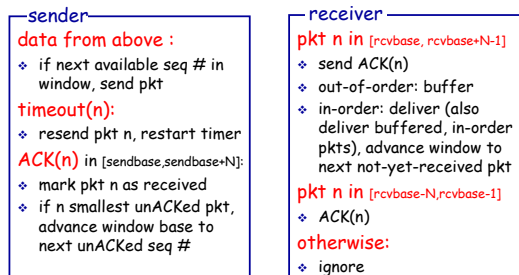 sender
data from above :
❖ if next available seq # in
window, send pkt
timeout(n):
❖ resend pkt n, restart timer
ACK(n) in [sendbase,sendbase+N]:
❖ mark pkt n as received
❖ if n smallest unACKed pkt,
advance window base to
next unACKed seq #
receiver
pkt n in [rcvbase, rcvbase+N-1]
❖ send ACK(n)
❖ out-of-order: buffer
❖ in-order: deliver (also
deliver buffered, in-order
pkts), advance window to
next not-yet-received pkt
pkt n in [rcvbase-N,rcvbase-1]
❖ ACK(n)
otherwise:
❖ ignore